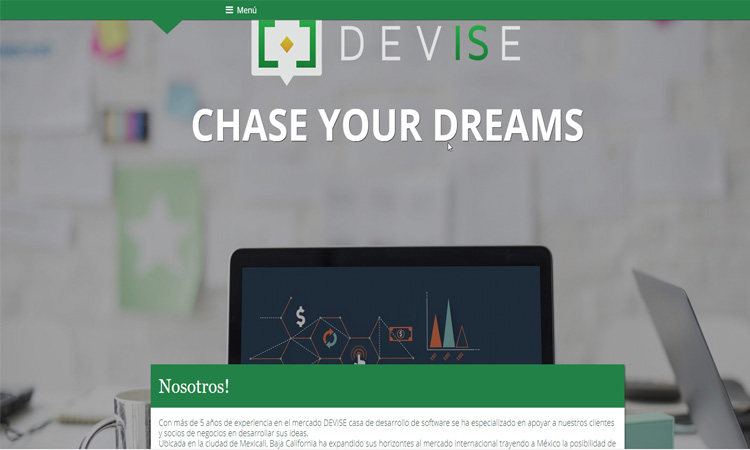 Menú
DEVISE
CHASE YOUR DREAMS
$
$
Nosotros!
Con más de 5 años de experiencia en el mercado DEVISE casa de desarrollo de software se ha especializado en apoyar a nuestros clientes
y socios de negocios en desarrollar sus ideas.
Ubicada en la ciudad de Mexicali, Baja California ha expandido sus horizontes al mercado internacional trayendo a México la posibilidad de